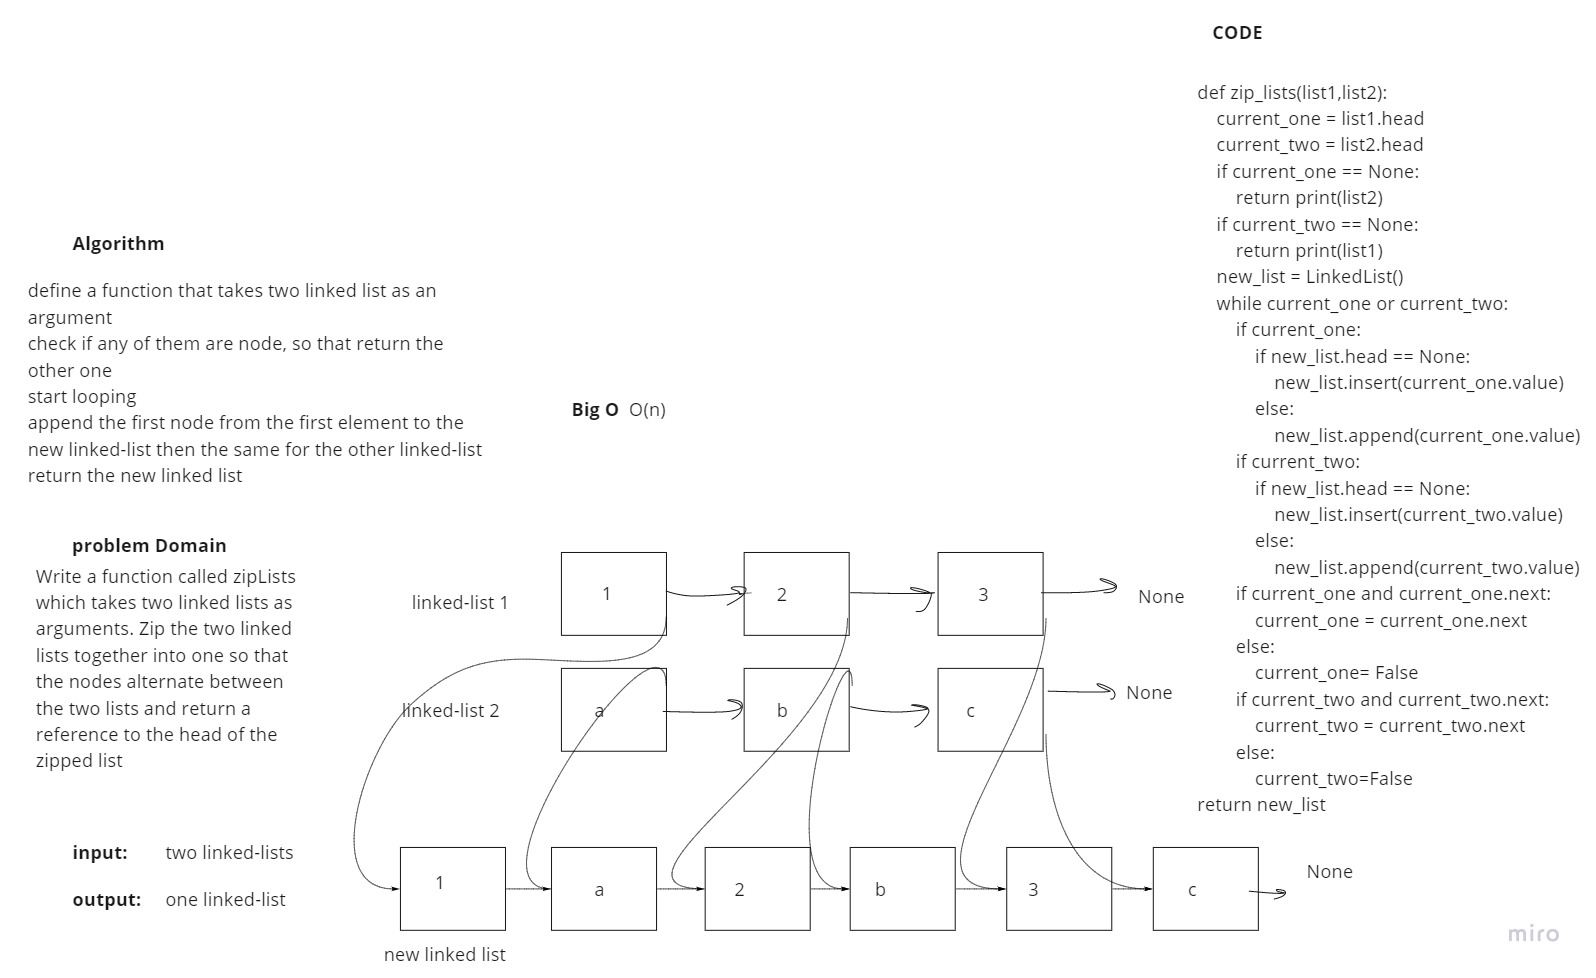 Algorithm
define a function that takes two linked list as an
argument
check if any of them are node, so that return the
other one
start looping
append the first node from the first element to the
new linked-list then the same for the other linked-list
return the new linked list
problem Domain
Write a function called zipLists
which takes two linked lists as
arguments. Zip the two linked
lists together into one so that
the nodes alternate between
the two lists and return a
reference to the head of the
zipped list
input: two linked-lists
output: one linked-list
Big O O(n)
linked-list 1 1 2 3 None
linked-list 2 a b c None
1 a 2 b 3 c None
new linked list
CODE
def zip_lists(list1,list2):
    current_one = list1.head
    current_two = list2.head
    if current_one == None:
        return print(list2)
    if current_two == None:
        return print(list1)
    new_list = LinkedList()
    while current_one or current_two:
        if current_one:
            if new_list.head == None:
                new_list.insert(current_one.value)
            else:
                new_list.append(current_one.value)
        if current_two:
            if new_list.head == None:
                new_list.insert(current_two.value)
            else:
                new_list.append(current_two.value)
        if current_one and current_one.next:
            current_one = current_one.next
        else:
            current_one= False
        if current_two and current_two.next:
            current_two = current_two.next
        else:
            current_two=False
return new_list
miro